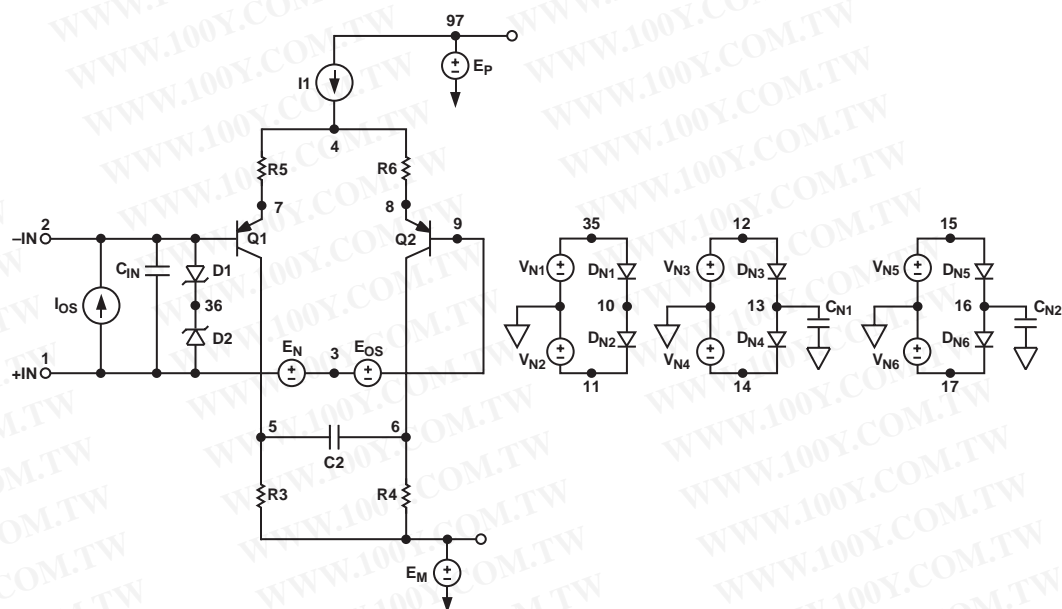 97
I1
EP
4
R5
R6
7
8
2
–IN
Q1
Q2
9
CIN
D1
36
D2
IOS
1
+IN
EN
3
EOS
5
6
C2
R3
R4
EM
35
VN1
DN1
10
VN2
DN2
11
12
VN3
DN3
13
CN1
VN4
DN4
14
15
VN5
DN5
16
CN2
VN6
DN6
17
WWW.100Y.COM.TW